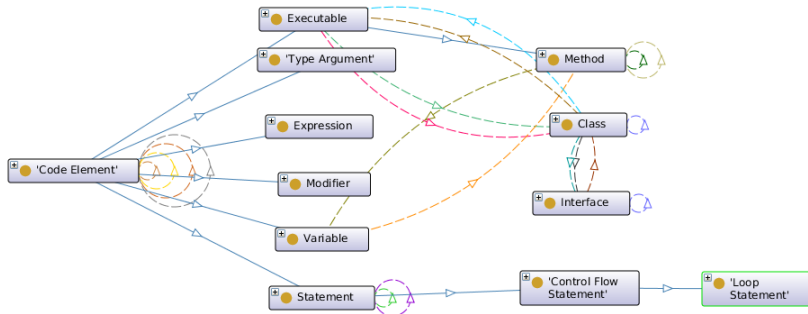 Executable
'Type Argument'
Method
Expression
Class
'Code Element'
Modifier
Interface
Variable
Statement
'Control Flow
Statement'
'Loop
Statement'